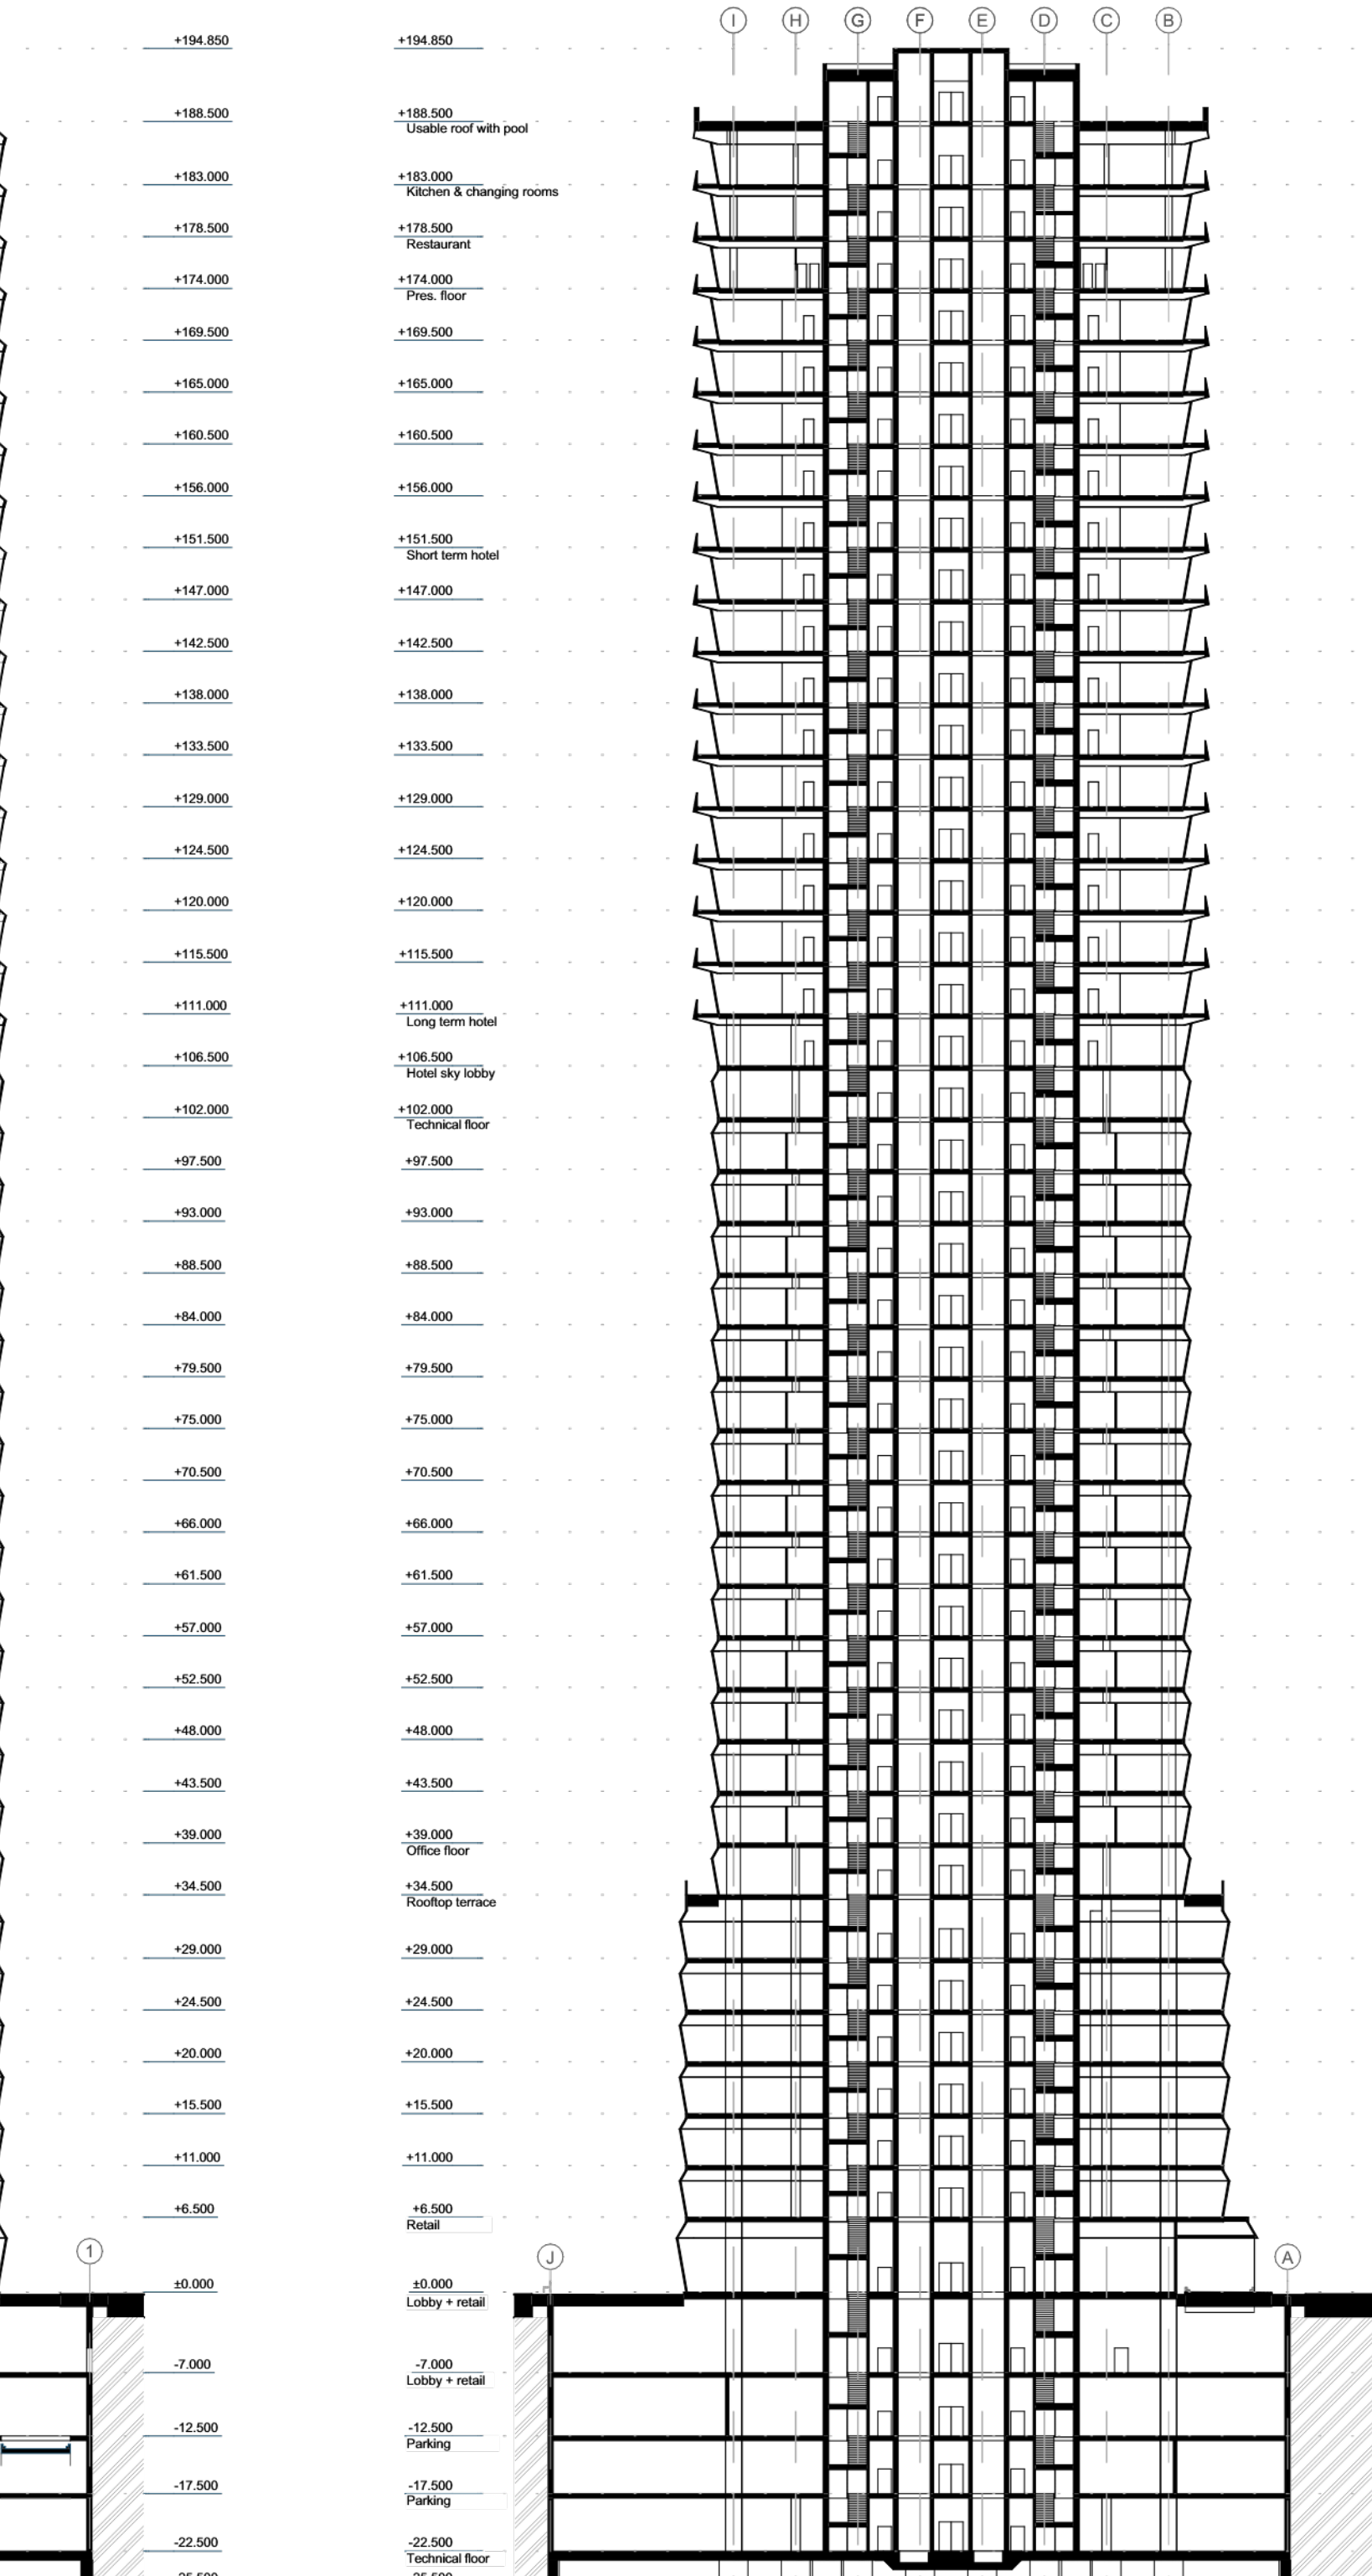 I H G F E D C B
+194.850 +194.850
+188.500 +188.500
Usable roof with pool
+183.000 +183.000
Kitchen & changing rooms
+178.500 +178.500
Restaurant
+174.000 +174.000
Pres. floor
+169.500 +169.500
+165.000 +165.000
+160.500 +160.500
+156.000 +156.000
+151.500 +151.500
Short term hotel
+147.000 +147.000
+142.500 +142.500
+138.000 +138.000
+133.500 +133.500
+129.000 +129.000
+124.500 +124.500
+120.000 +120.000
+115.500 +115.500
+111.000 +111.000
Long term hotel
+106.500 +106.500
Hotel sky lobby
+102.000 +102.000
Technical floor
+97.500 +97.500
+93.000 +93.000
+88.500 +88.500
+84.000 +84.000
+79.500 +79.500
+75.000 +75.000
+70.500 +70.500
+66.000 +66.000
+61.500 +61.500
+57.000 +57.000
+52.500 +52.500
+48.000 +48.000
+43.500 +43.500
+39.000 +39.000
Office floor
+34.500 +34.500
Rooftop terrace
+29.000 +29.000
+24.500 +24.500
+20.000 +20.000
+15.500 +15.500
+11.000 +11.000
+6.500 +6.500
Retail
1 J A
±0.000 ±0.000
Lobby + retail
-7.000 -7.000
Lobby + retail
-12.500 -12.500
Parking
-17.500 -17.500
Parking
-22.500 -22.500
Technical floor